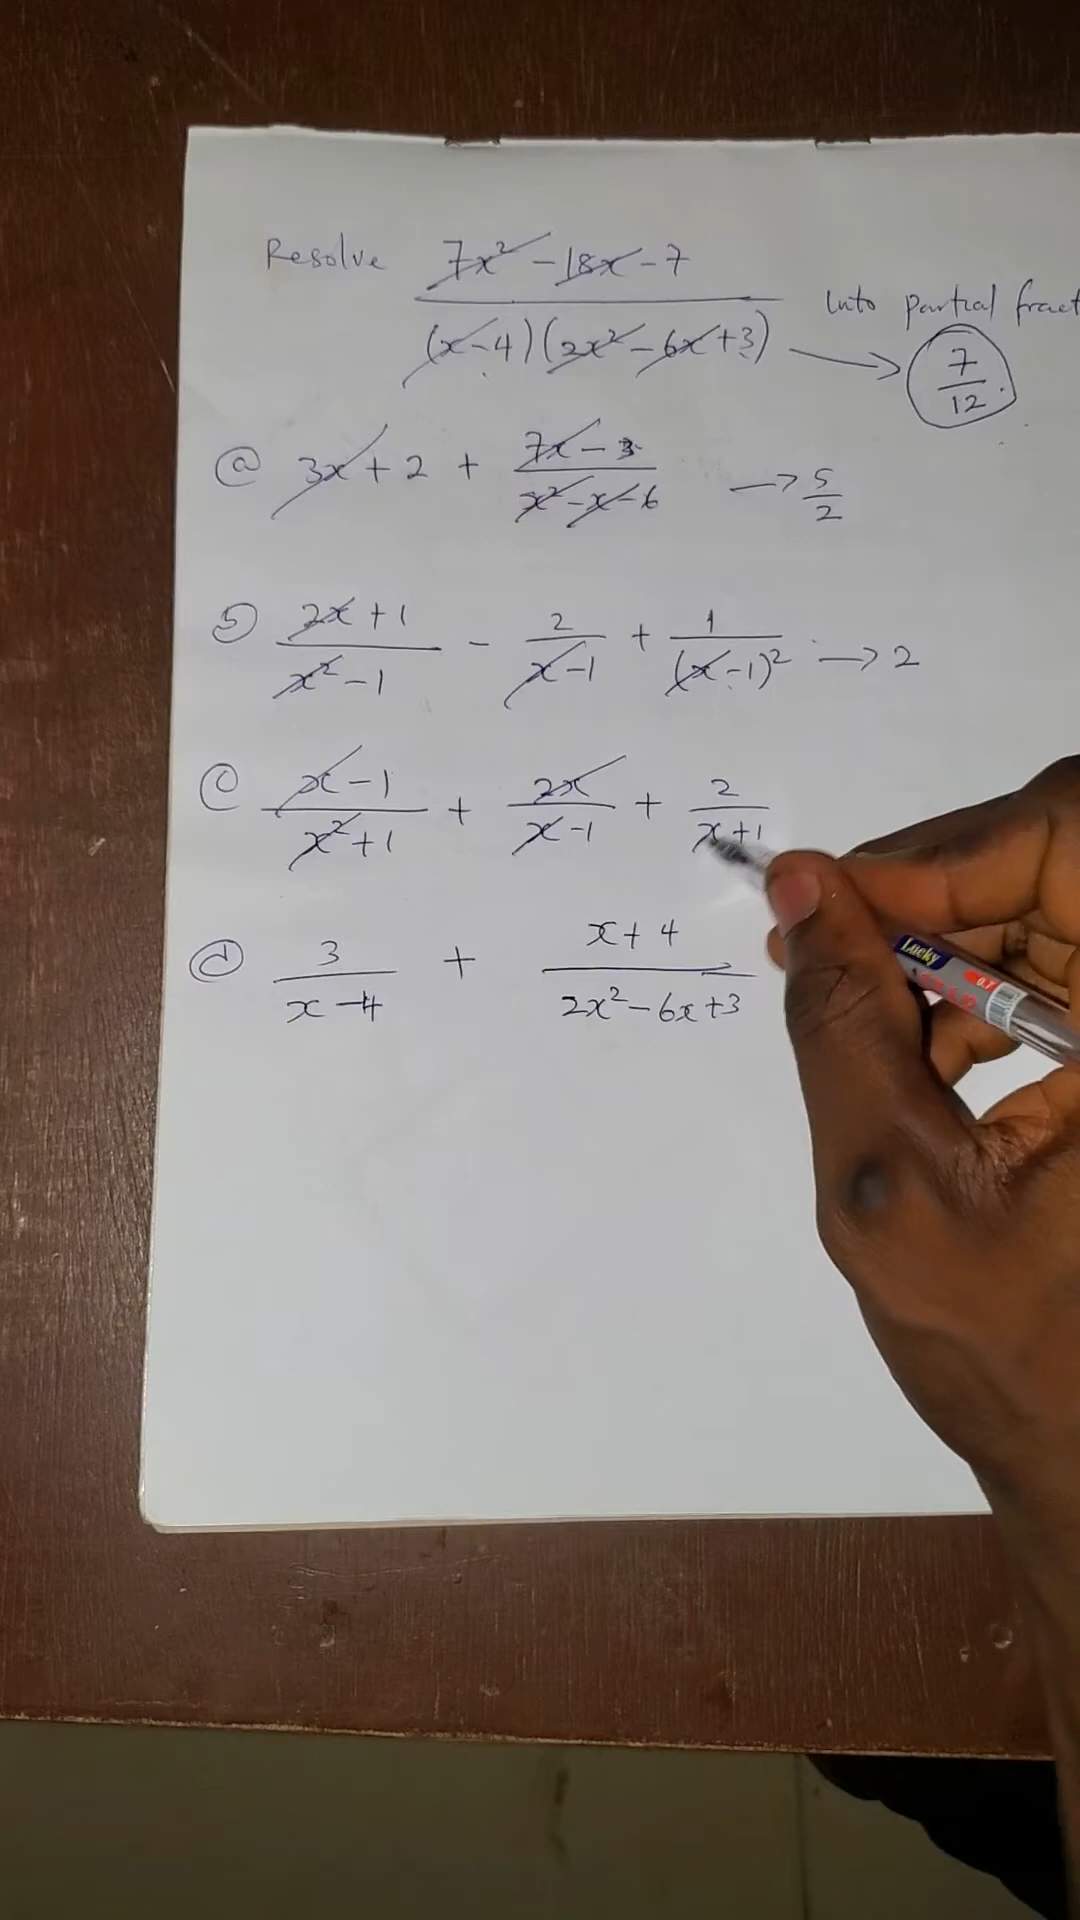 Resolve (7x² - 18x - 7)/((x - 4)(2x² - 6x + 3)) into partial fract → 7/12
(a) 3x + 2 + (7x - 3)/(x² - x - 6) → 5/2
(b) (2x + 1)/(x² - 1) - 2/(x - 1) + 1/(x - 1)² → 2
(c) (x - 1)/(x² + 1) + 2x/(x - 1) + 2/(x + 1)
(d) 3/(x - 4) + (x + 4)/(2x² - 6x + 3)
Lucky
0.7